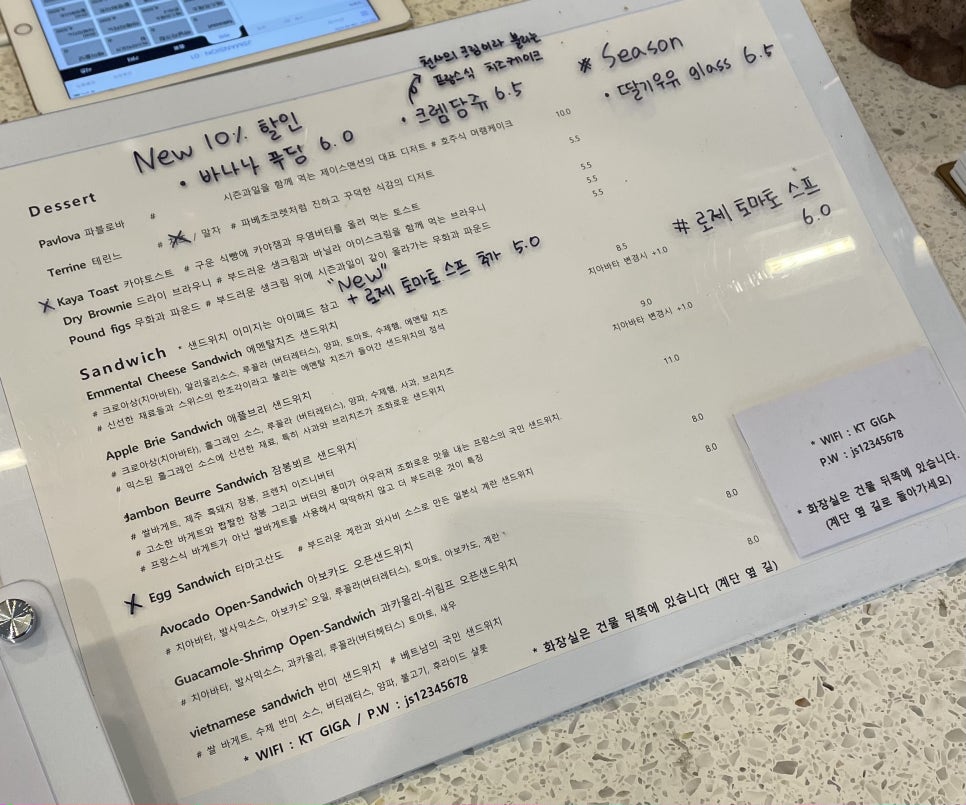 New 10% 할인
• 바나나 푸딩 6.0
천사의 크림이라 불리는
프랑스식 치즈케이크
• 크렘당쥬 6.5
* Season
• 딸기우유 glass 6.5
Dessert
Pavlova 파블로바 # 시즌과일을 함께 먹는 제이스맨션의 대표 디저트 # 호주식 머랭케이크 10.0
Terrine 테린느 # / 말차 # 파베초코렛처럼 진하고 꾸덕한 식감의 디저트 5.5
X Kaya Toast 카야토스트 # 구운 식빵에 카야잼과 무염버터를 올려 먹는 토스트 5.5
Dry Brownie 드라이 브라우니 # 부드러운 생크림과 바닐라 아이스크림을 함께 먹는 브라우니 5.5
Pound figs 무화과 파운드 # 부드러운 생크림 위에 시즌과일이 같이 올라가는 무화과 파운드 5.5
# 로제 토마토 스프
6.0
"New"
+ 로제 토마토 스프 추가 5.0
Sandwich * 샌드위치 이미지는 아이패드 참고
Emmental Cheese Sandwich 에멘탈치즈 샌드위치 8.5
치아바타 변경시 +1.0
# 크로아상(치아바타), 알리올리소스, 루꼴라 (버터레터스), 양파, 토마토, 수제햄, 에멘탈 치즈
# 신선한 재료들과 스위스의 한조각이라고 불리는 에멘탈 치즈가 들어간 샌드위치의 정석
Apple Brie Sandwich 애플브리 샌드위치 9.0
치아바타 변경시 +1.0
# 크로아상(치아바타), 홀그레인 소스, 루꼴라 (버터레터스), 양파, 수제햄, 사과, 브리치즈
# 믹스된 홀그레인 소스에 신선한 재료, 특히 사과와 브리치즈가 조화로운 샌드위치
Jambon Beurre Sandwich 잠봉뵈르 샌드위치 11.0
# 쌀바게트, 제주 흑돼지 잠봉, 프렌치 이즈니버터
# 고소한 바게트와 짭짤한 잠봉 그리고 버터의 풍미가 어우러져 조화로운 맛을 내는 프랑스의 국민 샌드위치.
# 프랑스식 바게트가 아닌 쌀바게트를 사용해서 딱딱하지 않고 더 부드러운 것이 특징
X Egg Sandwich 타마고산도 # 부드러운 계란과 와사비 소스로 만든 일본식 계란 샌드위치 8.0
Avocado Open-Sandwich 아보카도 오픈샌드위치 8.0
# 치아바타, 발사믹소스, 아보카도 오일, 루꼴라(버터레터스), 토마토, 아보카도, 계란
Guacamole-Shrimp Open-Sandwich 과카몰리-쉬림프 오픈샌드위치 8.0
# 치아바타, 발사믹소스, 과카몰리, 루꼴라(버터헤터스) 토마토, 새우
vietnamese sandwich 반미 샌드위치 # 베트남의 국민 샌드위치 8.0
# 쌀 바게트, 수제 반미 소스, 버터레터스, 양파, 불고기, 후라이드 샬롯
* WIFI : KT GIGA / P.W : js12345678
* 화장실은 건물 뒤쪽에 있습니다 (계단 옆 길)
* WIFI : KT GIGA
P.W : js12345678
* 화장실은 건물 뒤쪽에 있습니다.
(계단 옆 길로 돌아가세요)